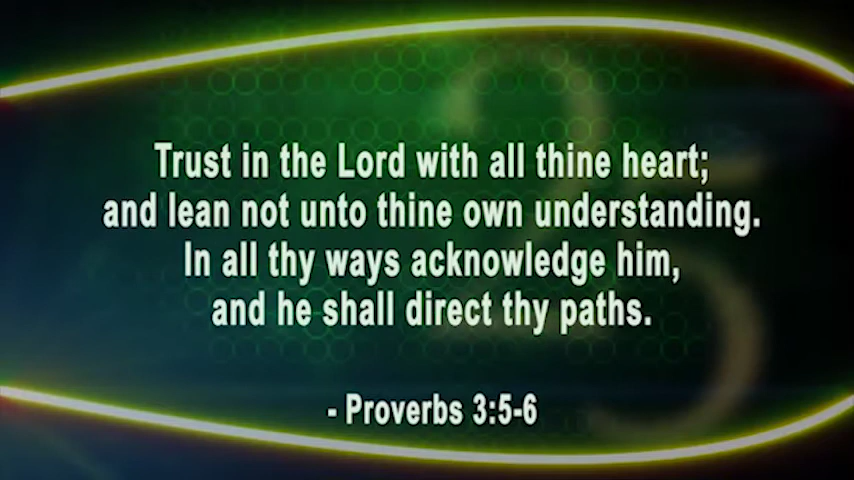 Trust in the Lord with all thine heart;
and lean not unto thine own understanding.
In all thy ways acknowledge him,
and he shall direct thy paths.
- Proverbs 3:5-6
25